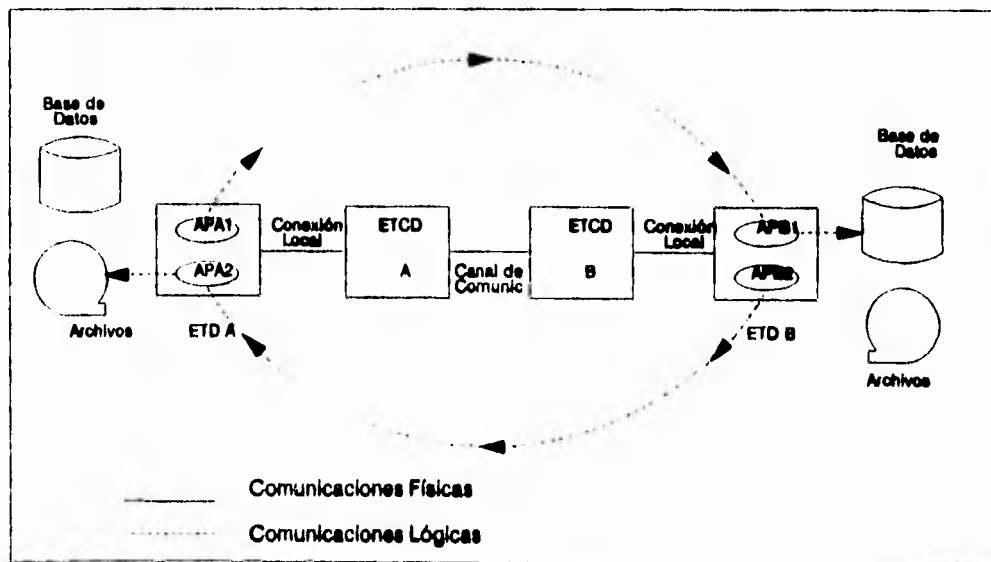 Base de
Datos
Base de
Datos
APA1
Conexión
Local
ETCD
ETCD
Conexión
Local
APB1
APA2
A
Canal de
Comunic
B
APB2
Archivos
ETD A
ETD B
Archivos
Comunicaciones Físicas
Comunicaciones Lógicas